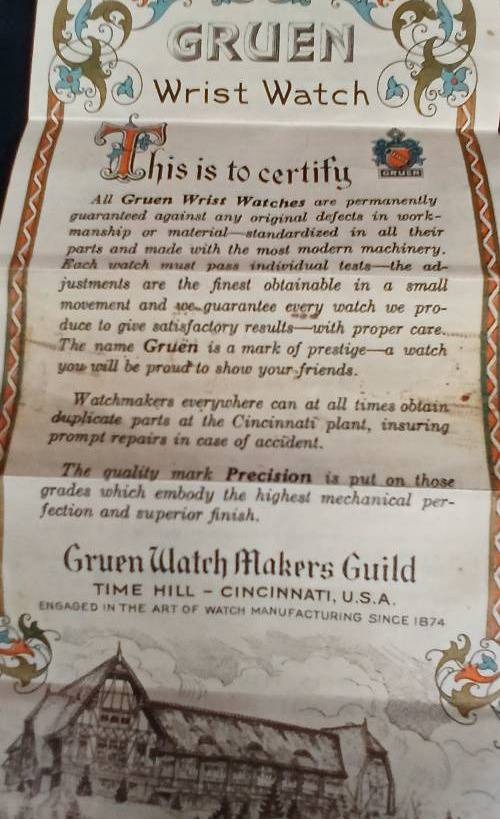 GRUEN
Wrist Watch
This is to certify
GRUEN
All Gruen Wrist Watches are permanently
guaranteed against any original defects in work-
manship or material—standardized in all their
parts and made with the most modern machinery.
Each watch must pass individual tests—the ad-
justments are the finest obtainable in a small
movement and we guarantee every watch we pro-
duce to give satisfactory results—with proper care.
The name Gruen is a mark of prestige—a watch
you will be proud to show your friends.
Watchmakers everywhere can at all times obtain
duplicate parts at the Cincinnati plant, insuring
prompt repairs in case of accident.
The quality mark Precision is put on those
grades which embody the highest mechanical per-
fection and superior finish.
Gruen Watch Makers Guild
TIME HILL – CINCINNATI, U.S.A.
ENGAGED IN THE ART OF WATCH MANUFACTURING SINCE 1874